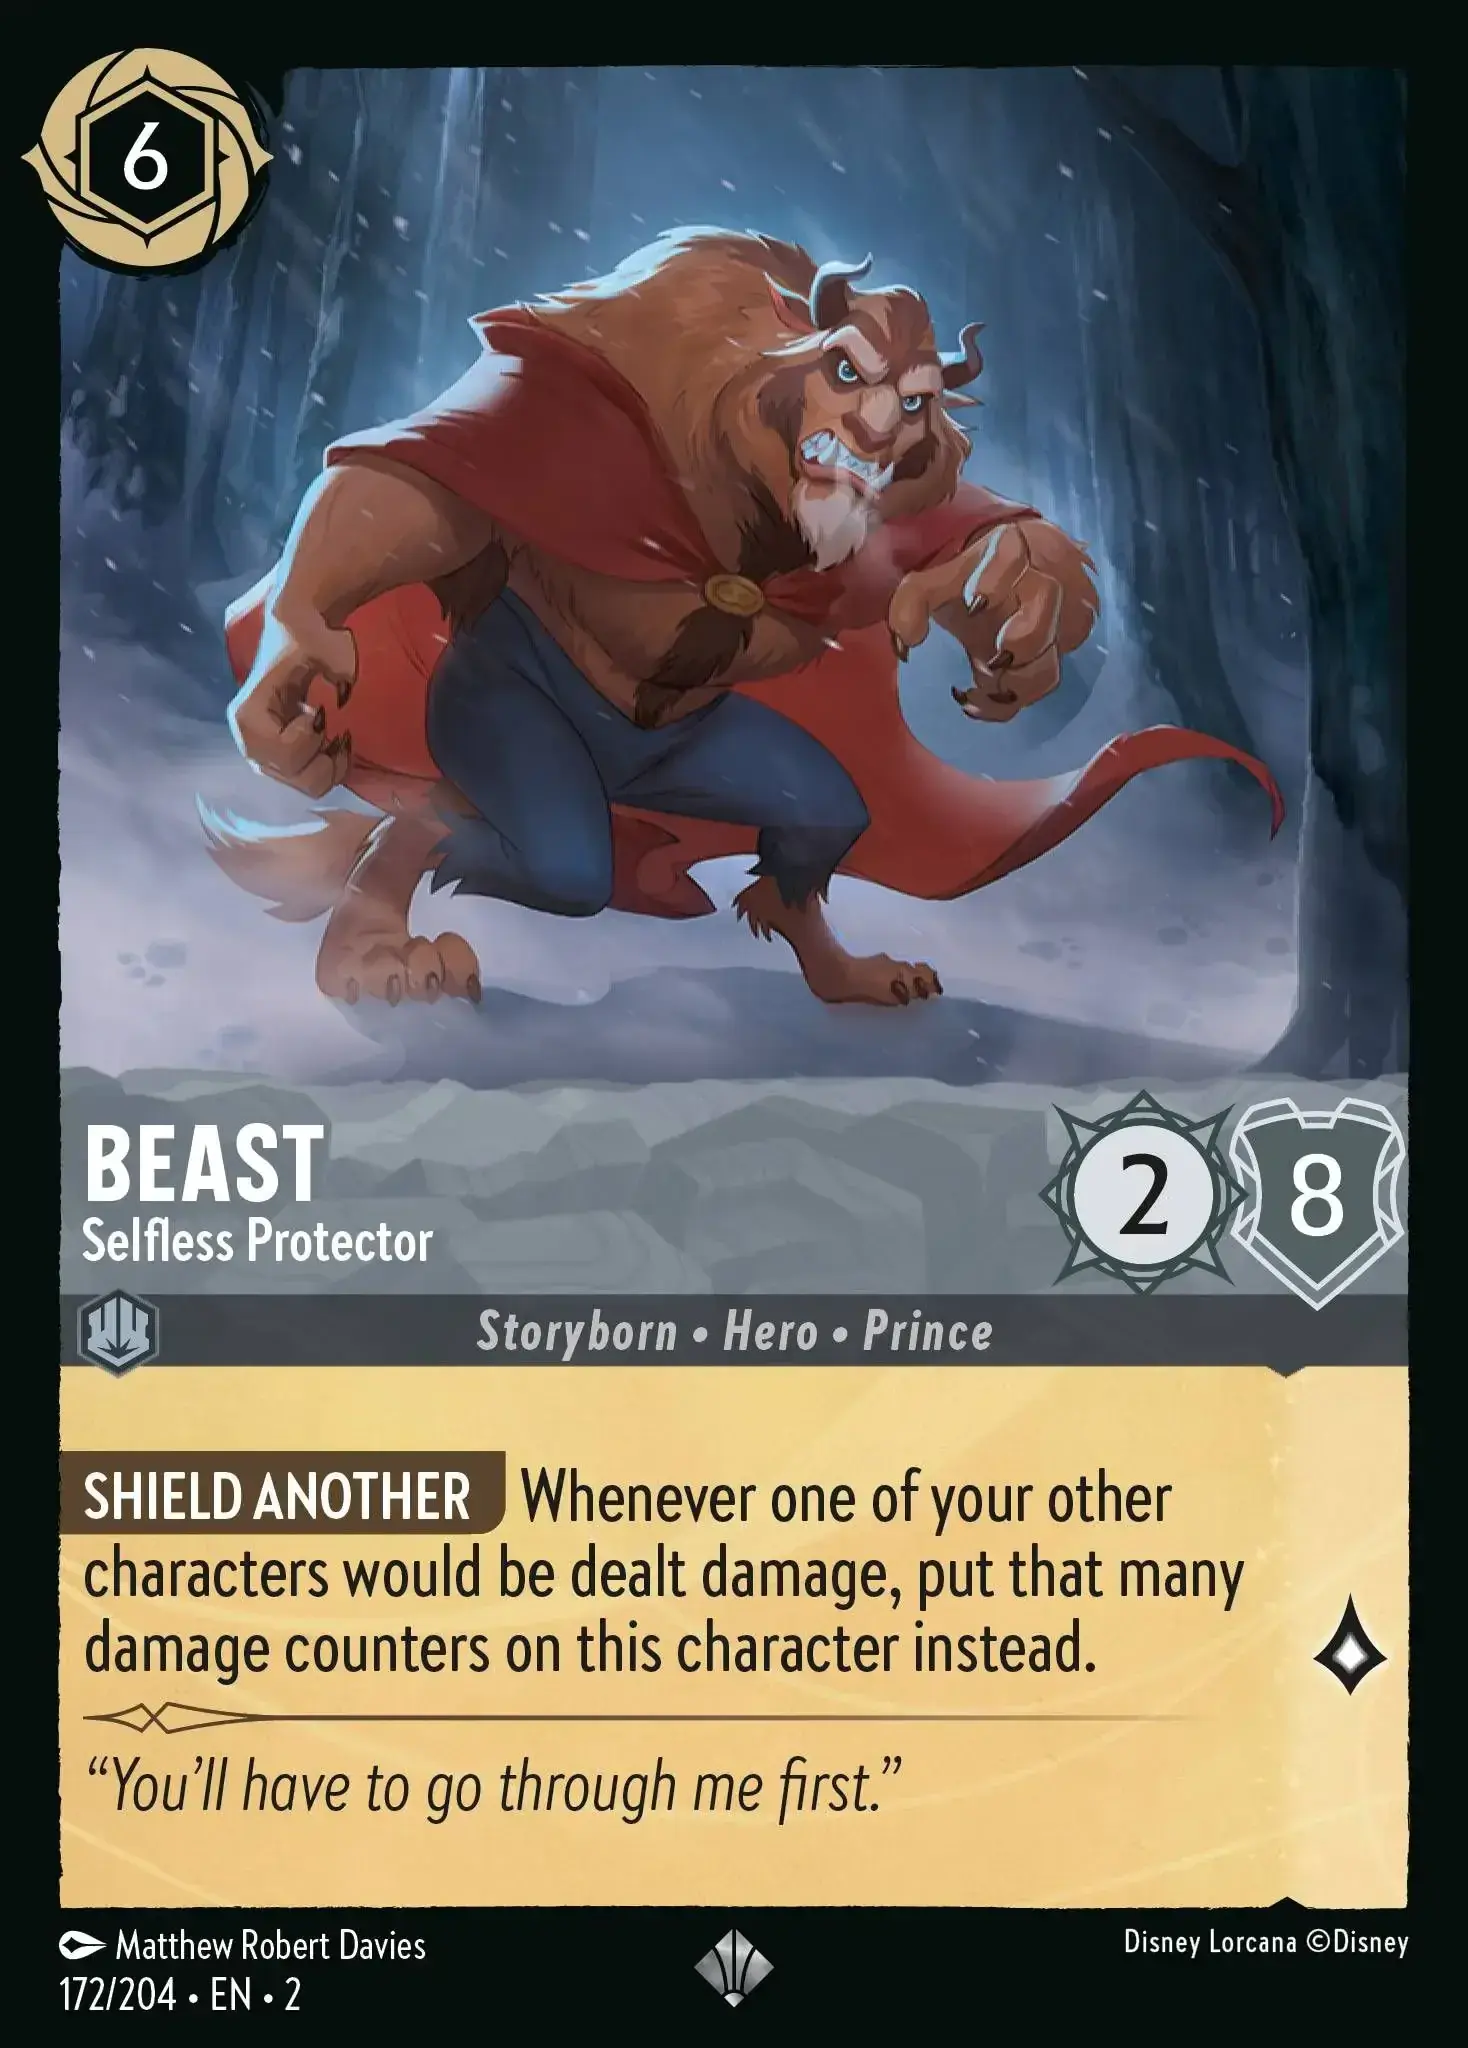 6
BEAST
Selfless Protector
2
8
Storyborn • Hero • Prince
SHIELD ANOTHER Whenever one of your other
characters would be dealt damage, put that many
damage counters on this character instead.
“You’ll have to go through me first.”
Matthew Robert Davies
172/204 • EN • 2
Disney Lorcana ©Disney